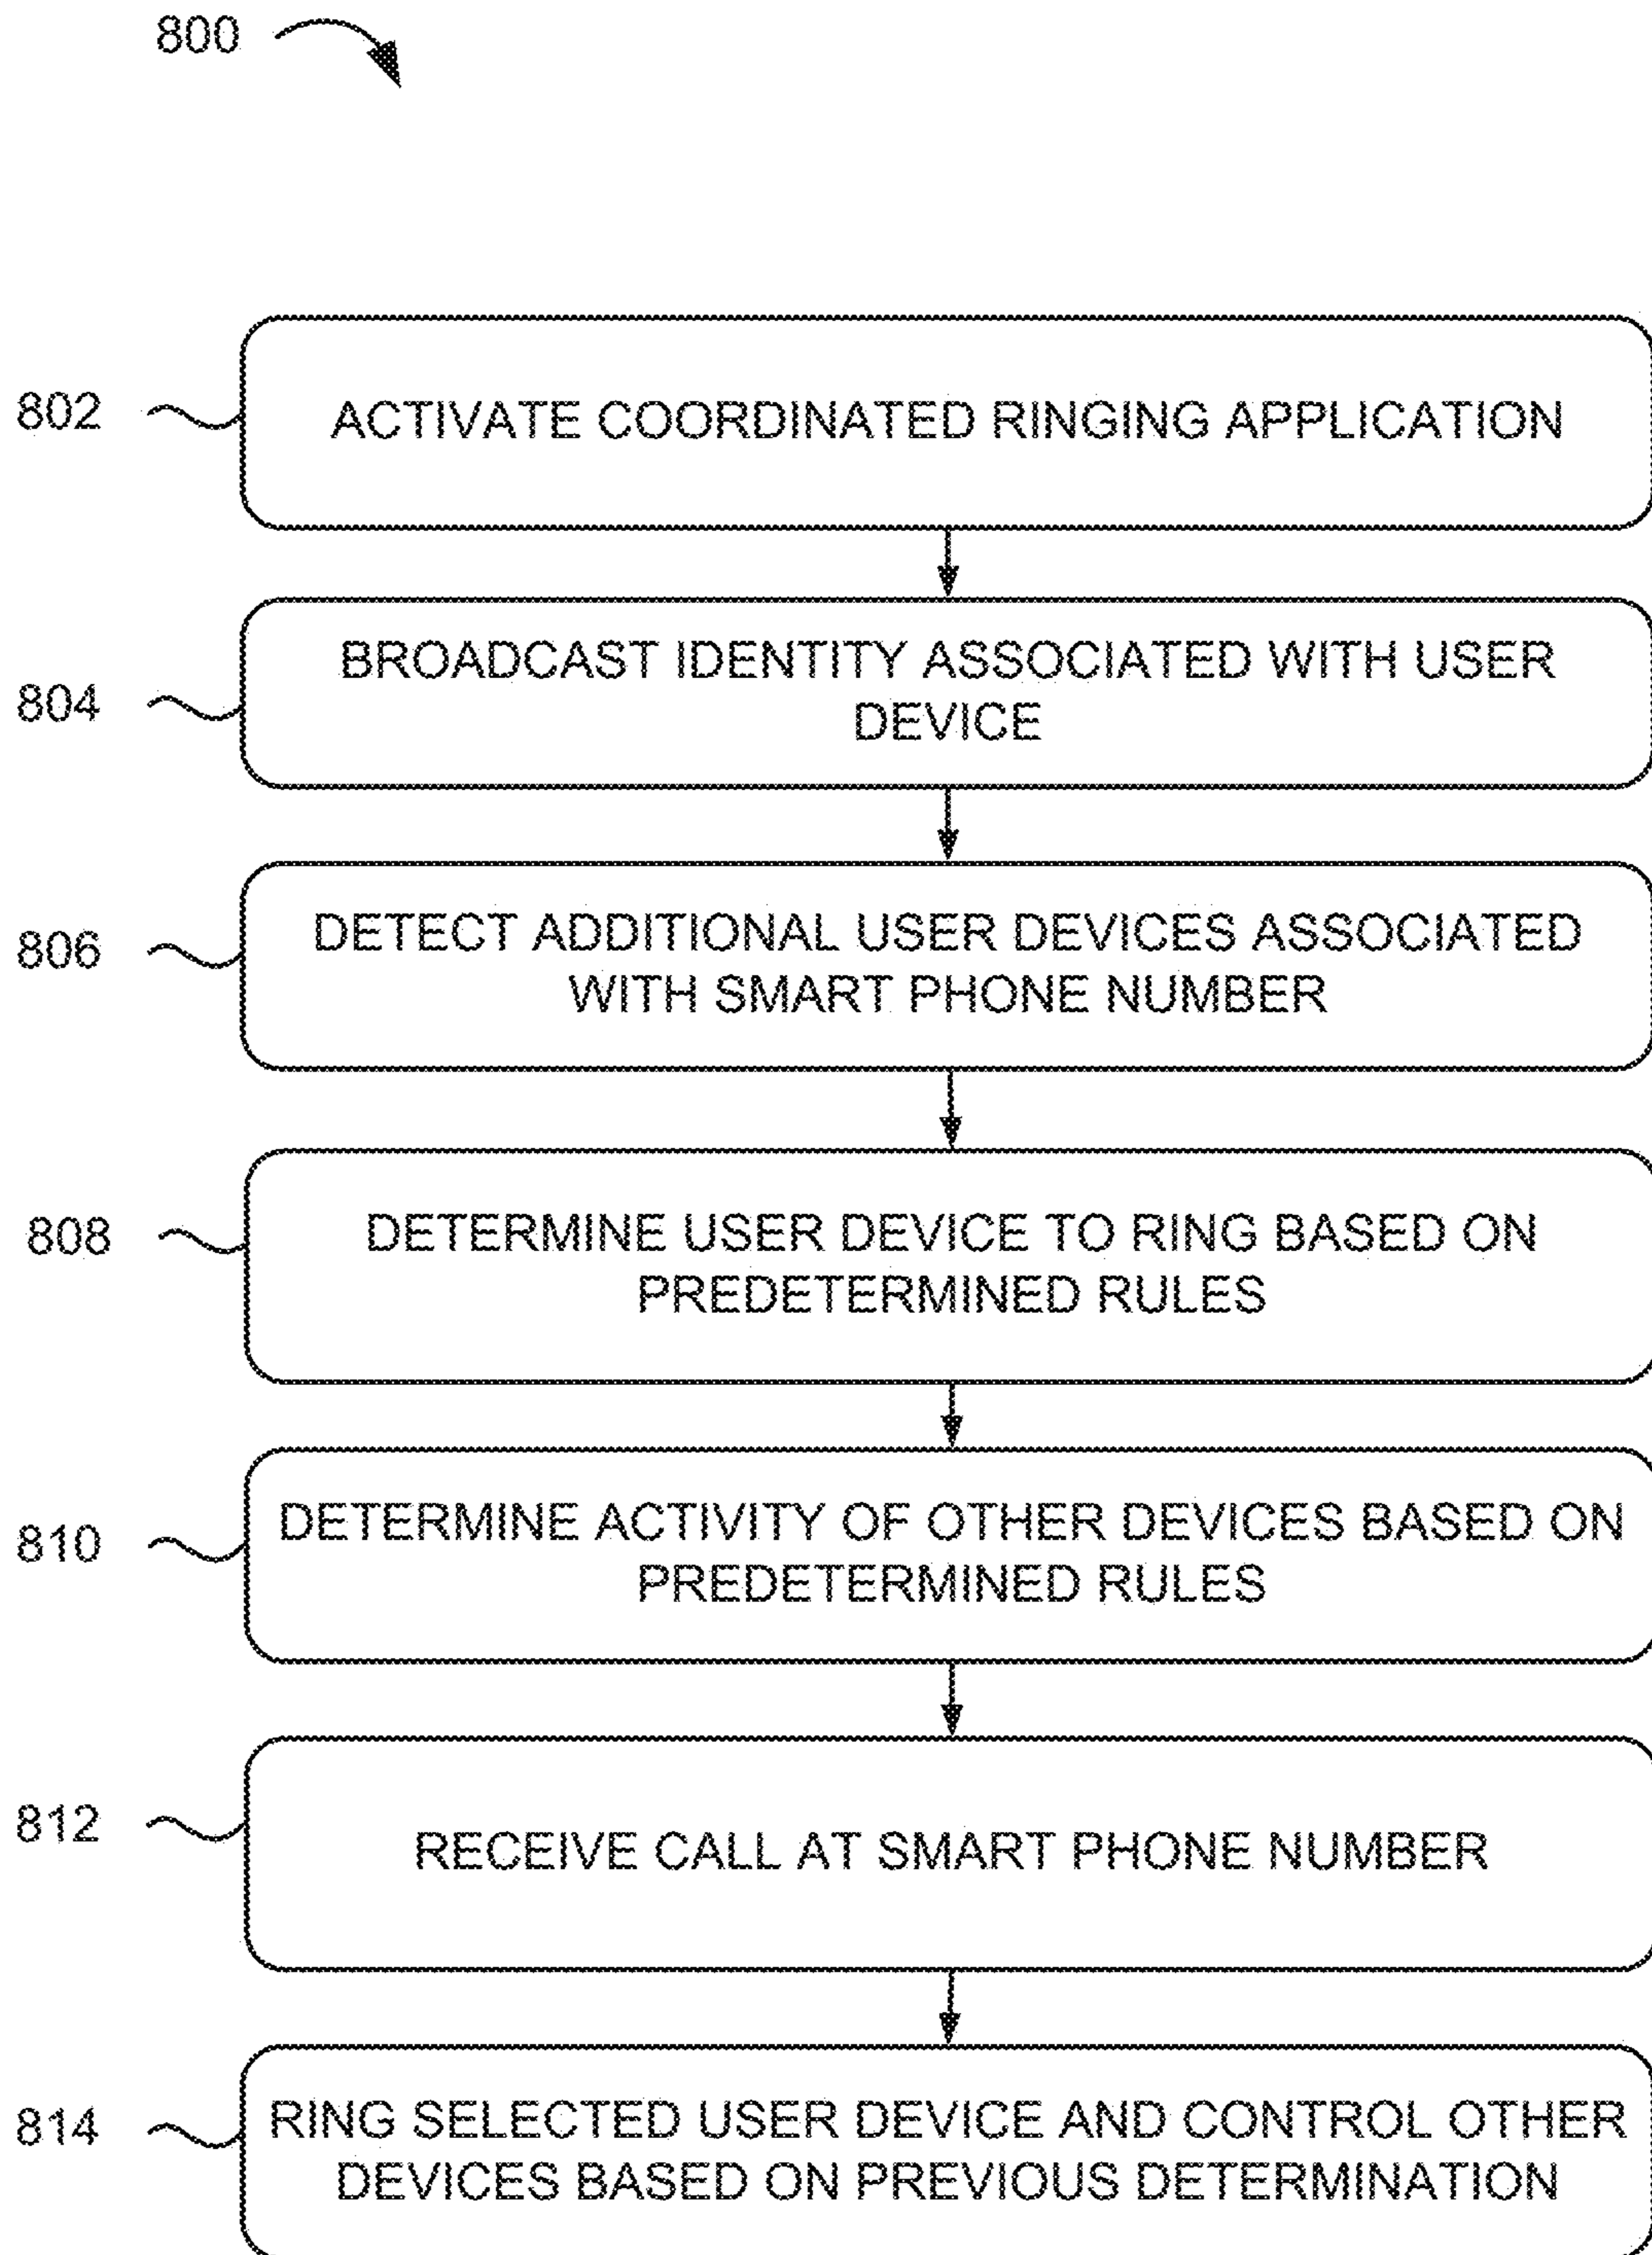 800
802
ACTIVATE COORDINATED RINGING APPLICATION
804
BROADCAST IDENTITY ASSOCIATED WITH USER
DEVICE
806
DETECT ADDITIONAL USER DEVICES ASSOCIATED
WITH SMART PHONE NUMBER
808
DETERMINE USER DEVICE TO RING BASED ON
PREDETERMINED RULES
810
DETERMINE ACTIVITY OF OTHER DEVICES BASED ON
PREDETERMINED RULES
812
RECEIVE CALL AT SMART PHONE NUMBER
814
RING SELECTED USER DEVICE AND CONTROL OTHER
DEVICES BASED ON PREVIOUS DETERMINATION